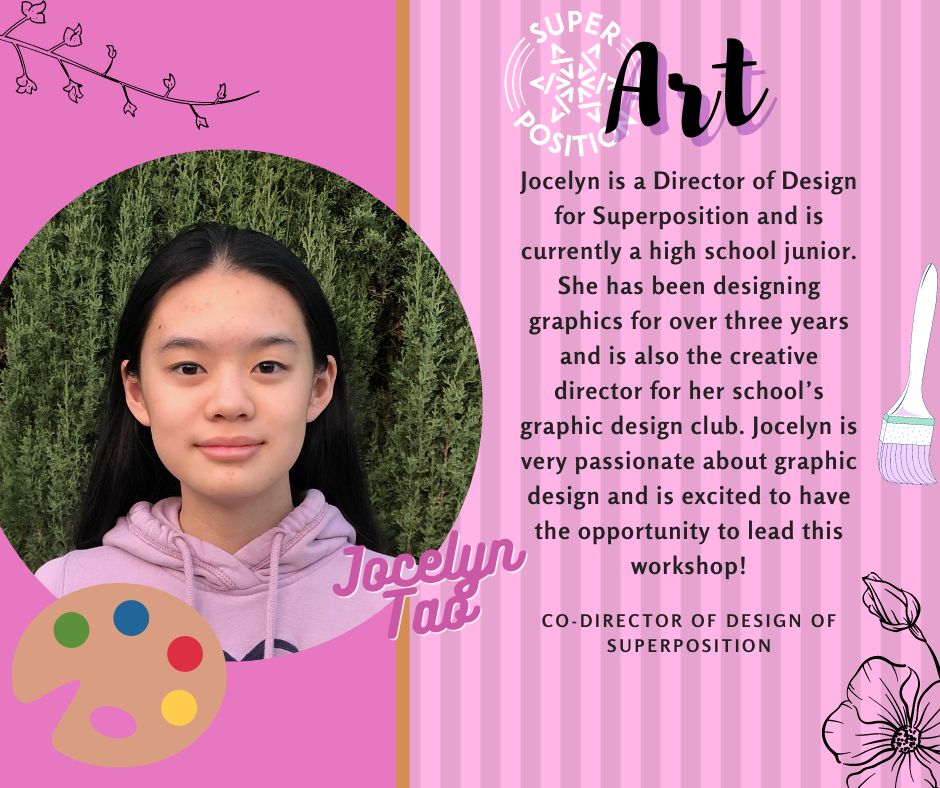 SUPER
POSITION
Art
Jocelyn is a Director of Design
for Superposition and is
currently a high school junior.
She has been designing
graphics for over three years
and is also the creative
director for her school’s
graphic design club. Jocelyn is
very passionate about graphic
design and is excited to have
the opportunity to lead this
workshop!
Jocelyn
Tao
CO-DIRECTOR OF DESIGN OF
SUPERPOSITION